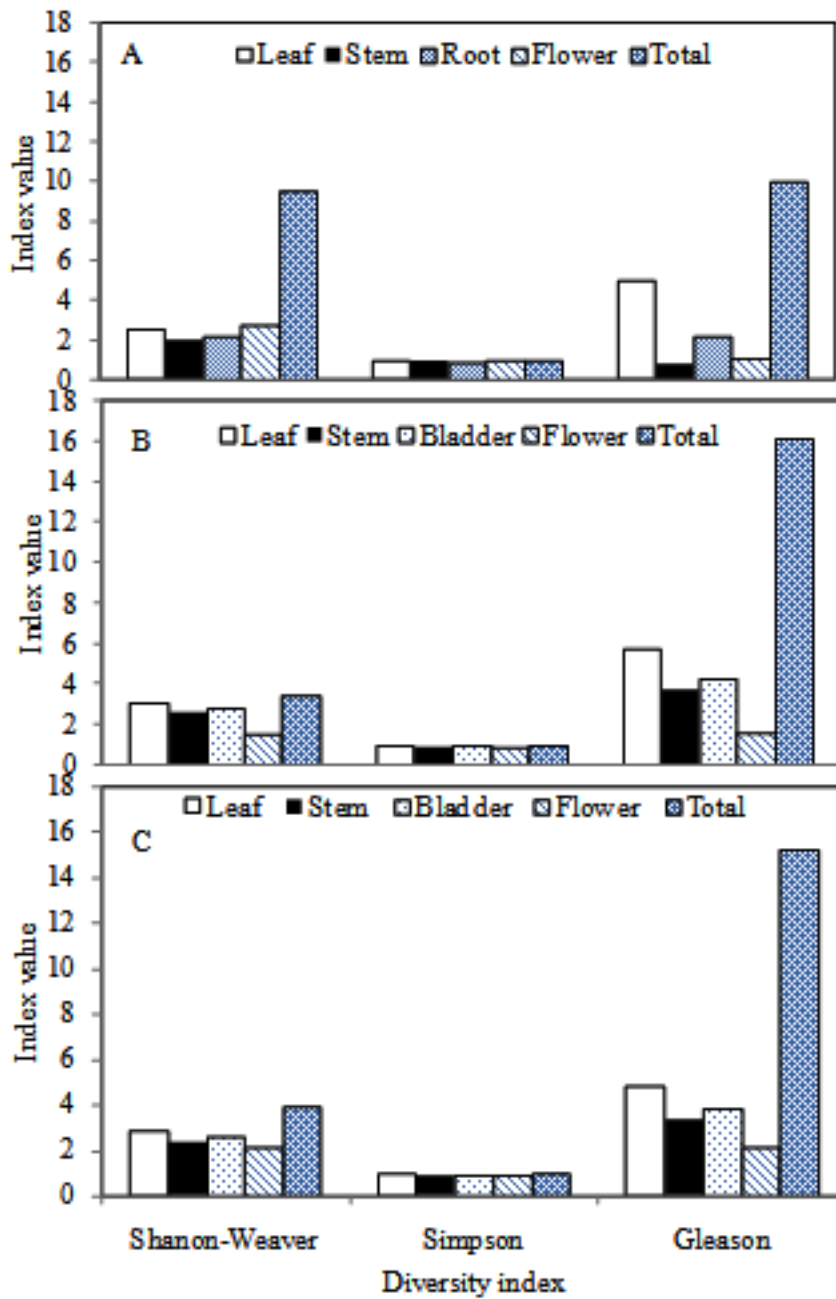 A
Leaf Stem Root Flower Total
18
16
14
12
10
8
6
4
2
0
Index value
B
Leaf Stem Bladder Flower Total
18
16
14
12
10
8
6
4
2
0
Index value
C
Leaf Stem Bladder Flower Total
18
16
14
12
10
8
6
4
2
0
Index value
Shanon-Weaver Simpson Gleason
Diversity index